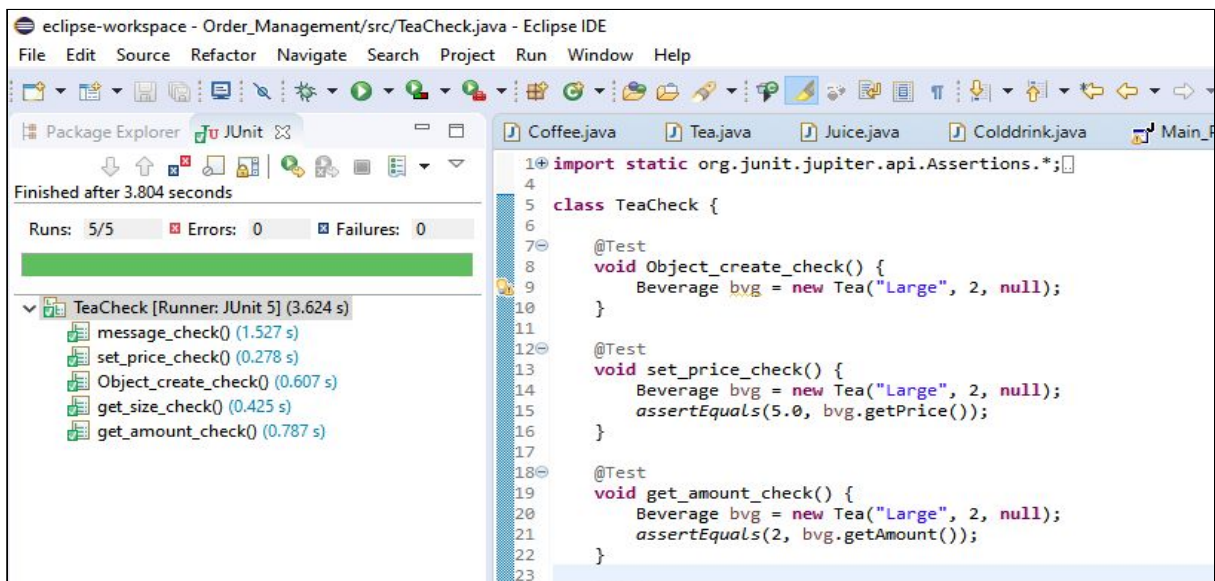 eclipse-workspace - Order_Management/src/TeaCheck.java - Eclipse IDE
File Edit Source Refactor Navigate Search Project Run Window Help
Package Explorer JUnit
Coffee.java Tea.java Juice.java Colddrink.java Main_
Finished after 3.804 seconds
Runs: 5/5 Errors: 0 Failures: 0
TeaCheck [Runner: JUnit 5] (3.624 s)
message_check() (1.527 s)
set_price_check() (0.278 s)
Object_create_check() (0.607 s)
get_size_check() (0.425 s)
get_amount_check() (0.787 s)
1 import static org.junit.jupiter.api.Assertions.*;
4
5 class TeaCheck {
6
7 @Test
8 void Object_create_check() {
9 Beverage bvg = new Tea("Large", 2, null);
10 }
11
12 @Test
13 void set_price_check() {
14 Beverage bvg = new Tea("Large", 2, null);
15 assertEquals(5.0, bvg.getPrice());
16 }
17
18 @Test
19 void get_amount_check() {
20 Beverage bvg = new Tea("Large", 2, null);
21 assertEquals(2, bvg.getAmount());
22 }
23